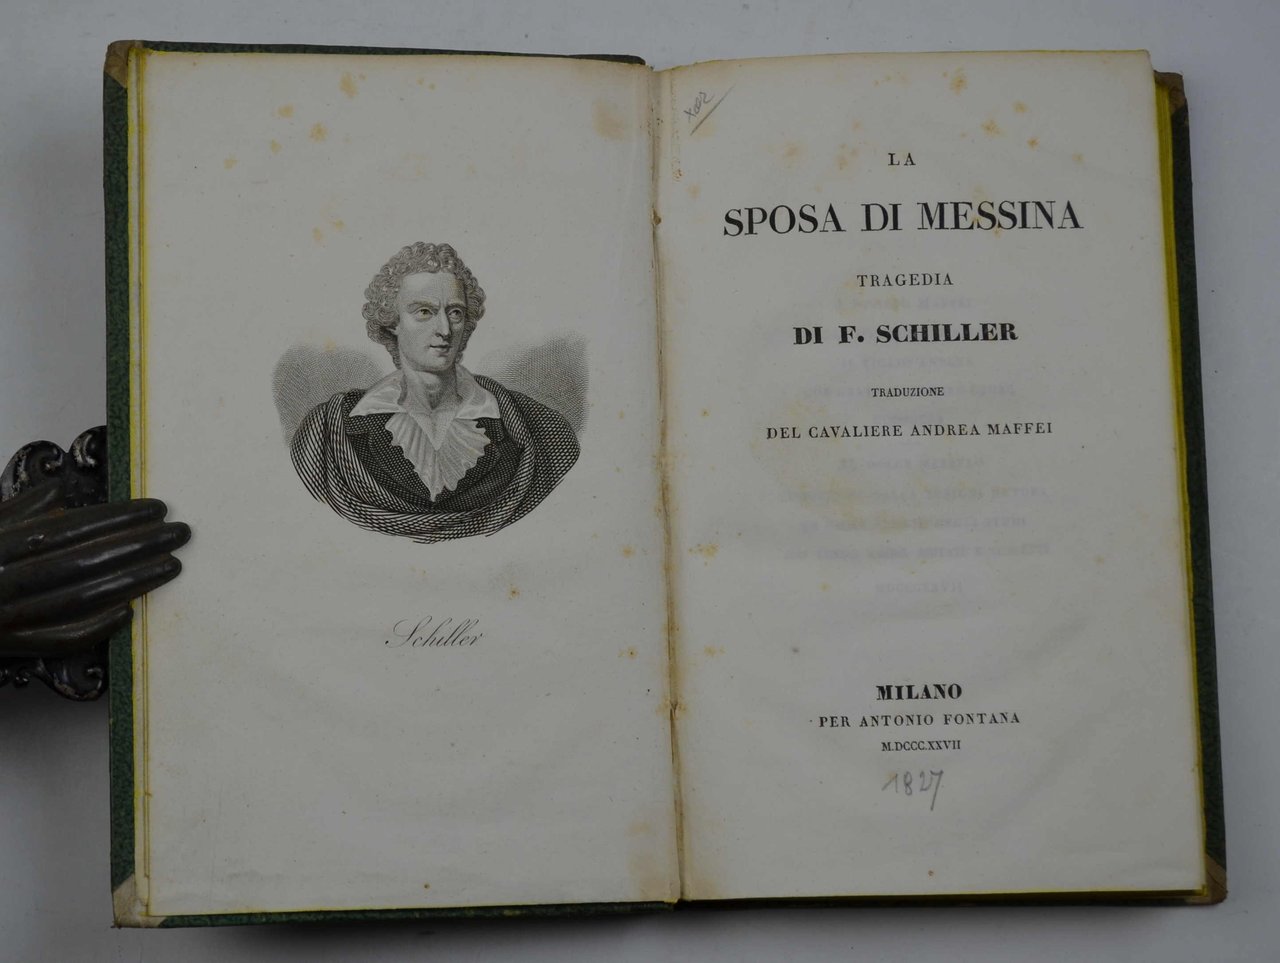 Schiller
LA
SPOSA DI MESSINA
TRAGEDIA
DI F. SCHILLER
TRADUZIONE
DEL CAVALIERE ANDREA MAFFEI
MILANO
PER ANTONIO FONTANA
M.DCCC.XXVII
1827